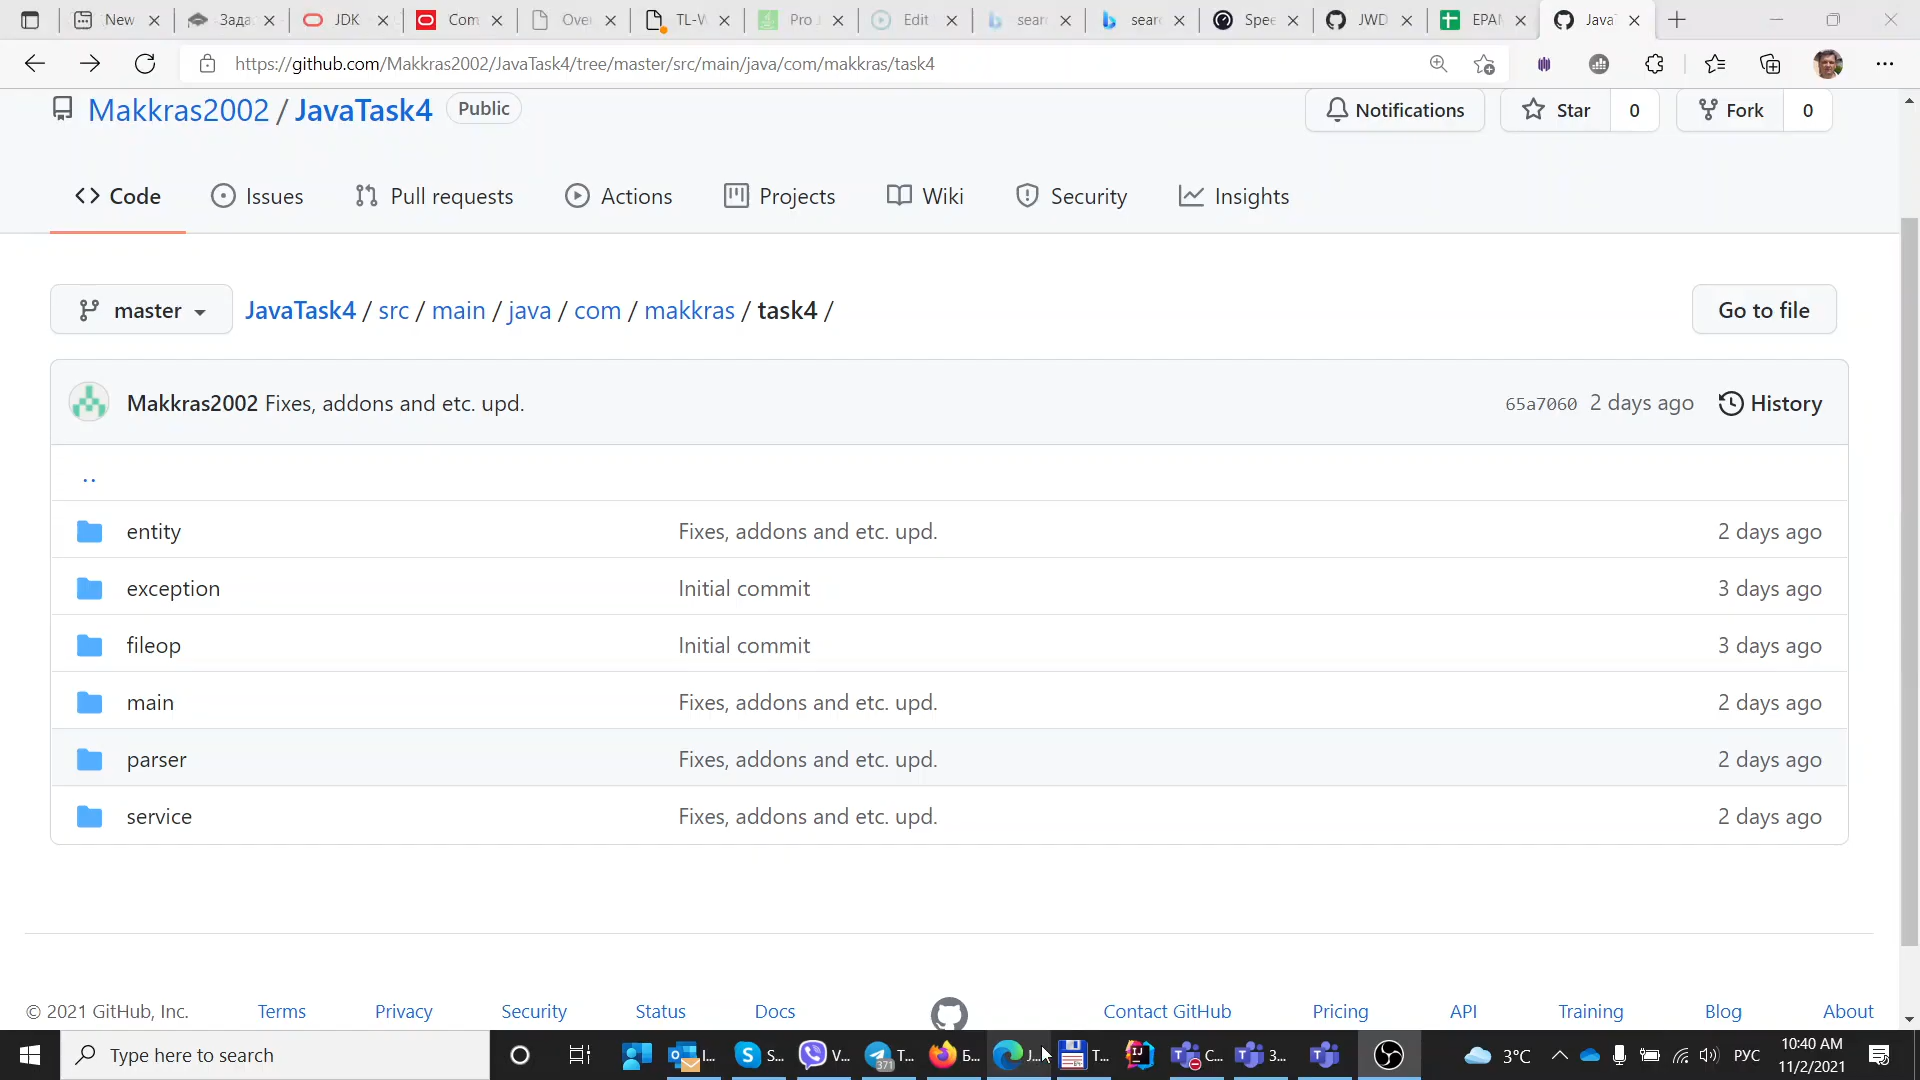 New
Зада
JDK
Com
Ove
TL-W
Pro J
Edit
sear
sear
Spee
JWD
EPAM
Java
https://github.com/Makkras2002/JavaTask4/tree/master/src/main/java/com/makkras/task4
Makkras2002 / JavaTask4 Public
Notifications
Star 0
Fork 0
Code
Issues
Pull requests
Actions
Projects
Wiki
Security
Insights
master
JavaTask4 / src / main / java / com / makkras / task4 /
Go to file
Makkras2002 Fixes, addons and etc. upd.
65a7060 2 days ago History
..
entity Fixes, addons and etc. upd. 2 days ago
exception Initial commit 3 days ago
fileop Initial commit 3 days ago
main Fixes, addons and etc. upd. 2 days ago
parser Fixes, addons and etc. upd. 2 days ago
service Fixes, addons and etc. upd. 2 days ago
© 2021 GitHub, Inc.
Terms
Privacy
Security
Status
Docs
Contact GitHub
Pricing
API
Training
Blog
About
Type here to search
I...
S...
V...
371
T...
Б...
J...
T...
C...
З...
3°C
РУС
10:40 AM
11/2/2021